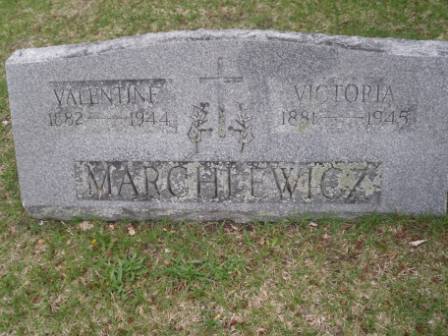 VALENTINE
1882 1944
VICTORIA
1881 1945
MARCHLEWICZ